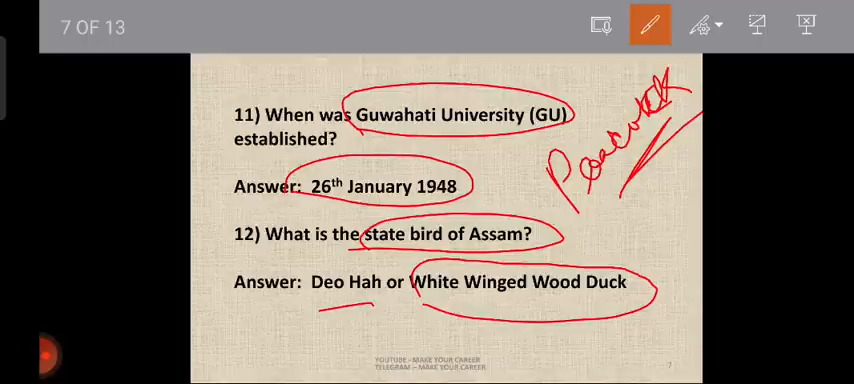 7 OF 13
11) When was Guwahati University (GU)
established?
Answer: 26th January 1948
12) What is the state bird of Assam?
Answer: Deo Hah or White Winged Wood Duck
Peacock
YOUTUBE - MAKE YOUR CAREER
TELEGRAM - MAKE YOUR CAREER
7